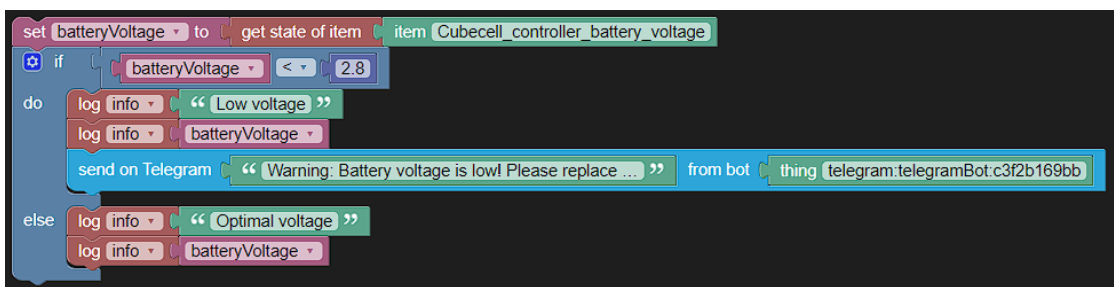 set batteryVoltage to get state of item item Cubecell_controller_battery_voltage
if batteryVoltage < 2.8
do log info “ Low voltage ”
log info batteryVoltage
send on Telegram “ Warning: Battery voltage is low! Please replace ... ” from bot thing telegram:telegramBot:c3f2b169bb
else log info “ Optimal voltage ”
log info batteryVoltage